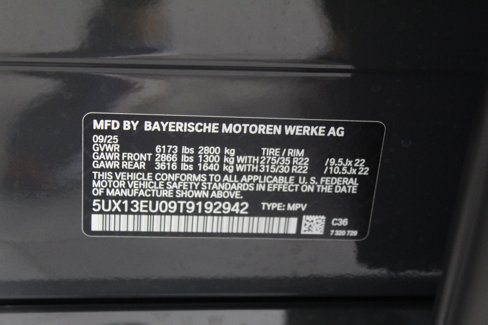 MFD BY BAYERISCHE MOTOREN WERKE AG
09/25
GVWR 6173 lbs 2800 kg TIRE / RIM
GAWR FRONT 2866 lbs 1300 kg WITH 275/35 R22 / 9.5Jx 22
GAWR REAR 3616 lbs 1640 kg WITH 315/30 R22 / 10.5Jx 22
THIS VEHICLE CONFORMS TO ALL APPLICABLE FEDERAL
MOTOR VEHICLE SAFETY STANDARDS IN EFFECT ON THE DATE
OF MANUFACTURE SHOWN ABOVE.
5UX13EU09T9192942 TYPE: MPV
C36
7 320 729